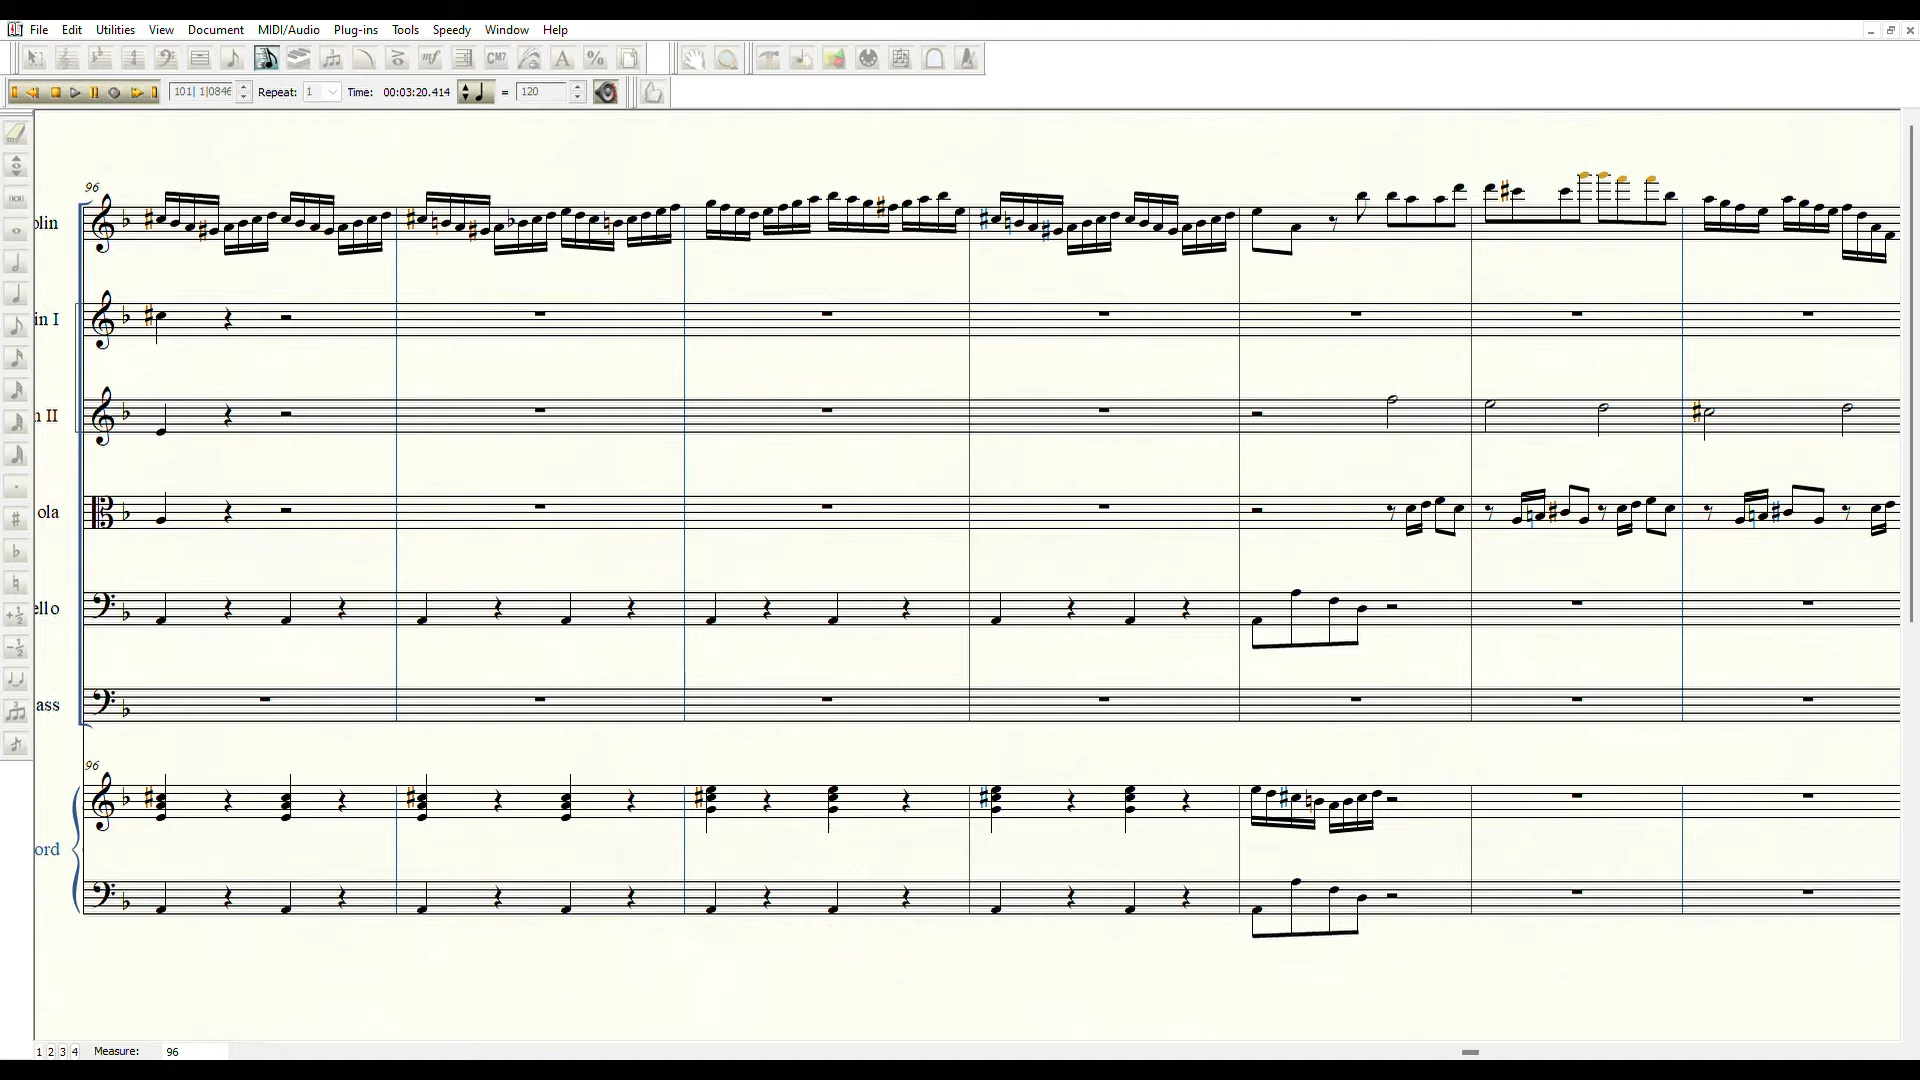 File Edit Utilities View Document MIDI/Audio Plug-ins Tools Speedy Window Help
mf CM7 A %
101| 1|0846 Repeat: 1 Time: 00:03:20.414 = 120
96
olin
in I
n II
ola
ello
ass
96
ord
1 2 3 4 Measure: 96